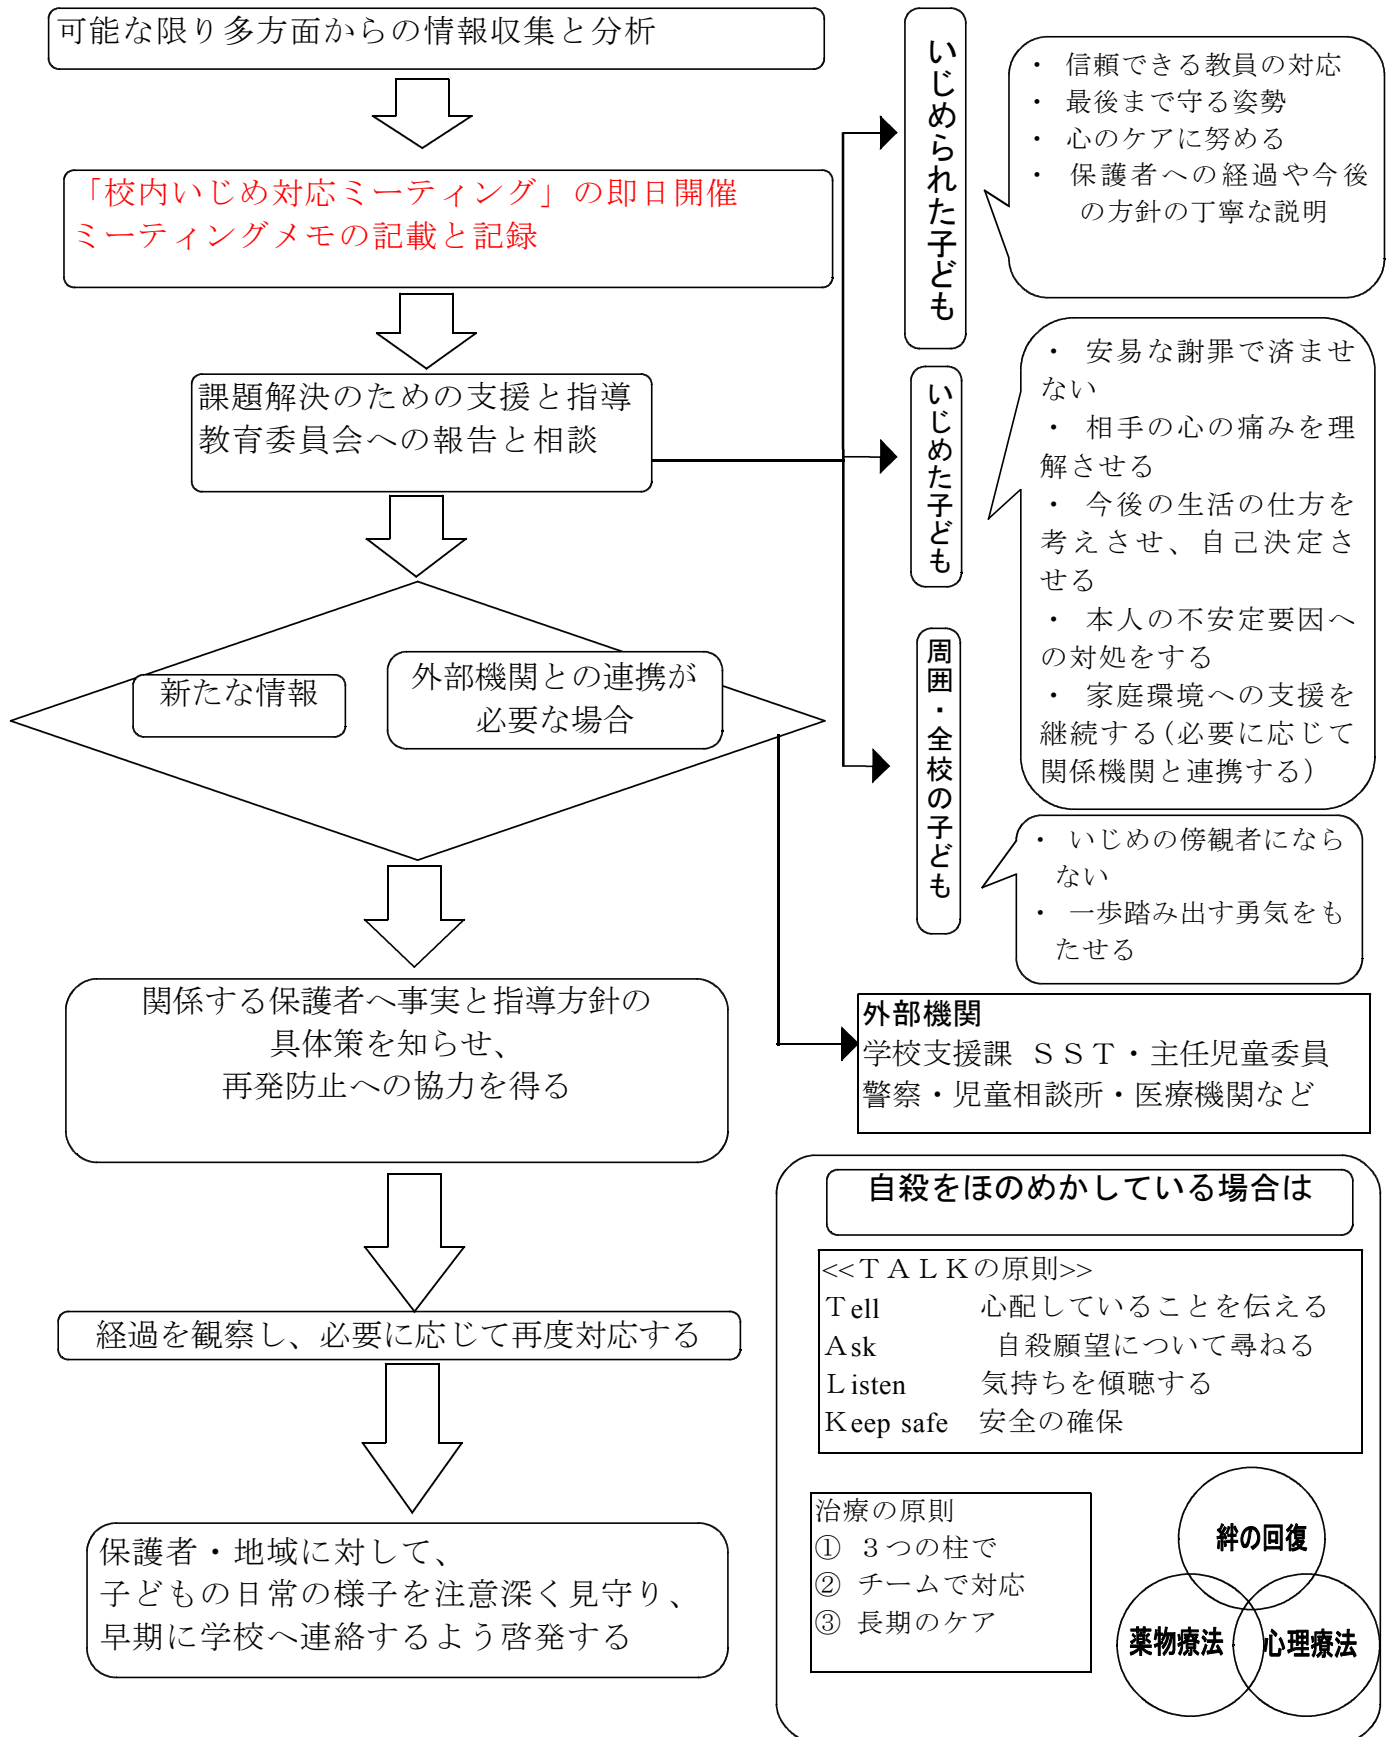 可能な限り多方面からの情報収集と分析
「校内いじめ対応ミーティング」の即日開催
ミーティングメモの記載と記録
課題解決のための支援と指導
教育委員会への報告と相談
新たな情報
外部機関との連携が
必要な場合
関係する保護者へ事実と指導方針の
具体策を知らせ、
再発防止への協力を得る
経過を観察し、必要に応じて再度対応する
保護者・地域に対して、
子どもの日常の様子を注意深く見守り、
早期に学校へ連絡するよう啓発する
いじめられた子ども
・ 信頼できる教員の対応
・ 最後まで守る姿勢
・ 心のケアに努める
・ 保護者への経過や今後
の方針の丁寧な説明
いじめた子ども
・ 安易な謝罪で済ませ
ない
・ 相手の心の痛みを理
解させる
・ 今後の生活の仕方を
考えさせ、自己決定さ
せる
・ 本人の不安定要因へ
の対処をする
・ 家庭環境への支援を
継続する(必要に応じて
関係機関と連携する)
周囲・全校の子ども
・ いじめの傍観者になら
ない
・ 一歩踏み出す勇気をも
たせる
外部機関
学校支援課 ＳＳＴ・主任児童委員
警察・児童相談所・医療機関など
自殺をほのめかしている場合は
<<ＴＡＬＫの原則>>
Ｔell 心配していることを伝える
Ａsk 自殺願望について尋ねる
Ｌisten 気持ちを傾聴する
Ｋeep safe 安全の確保
治療の原則
① ３つの柱で
② チームで対応
③ 長期のケア
絆の回復
薬物療法
心理療法